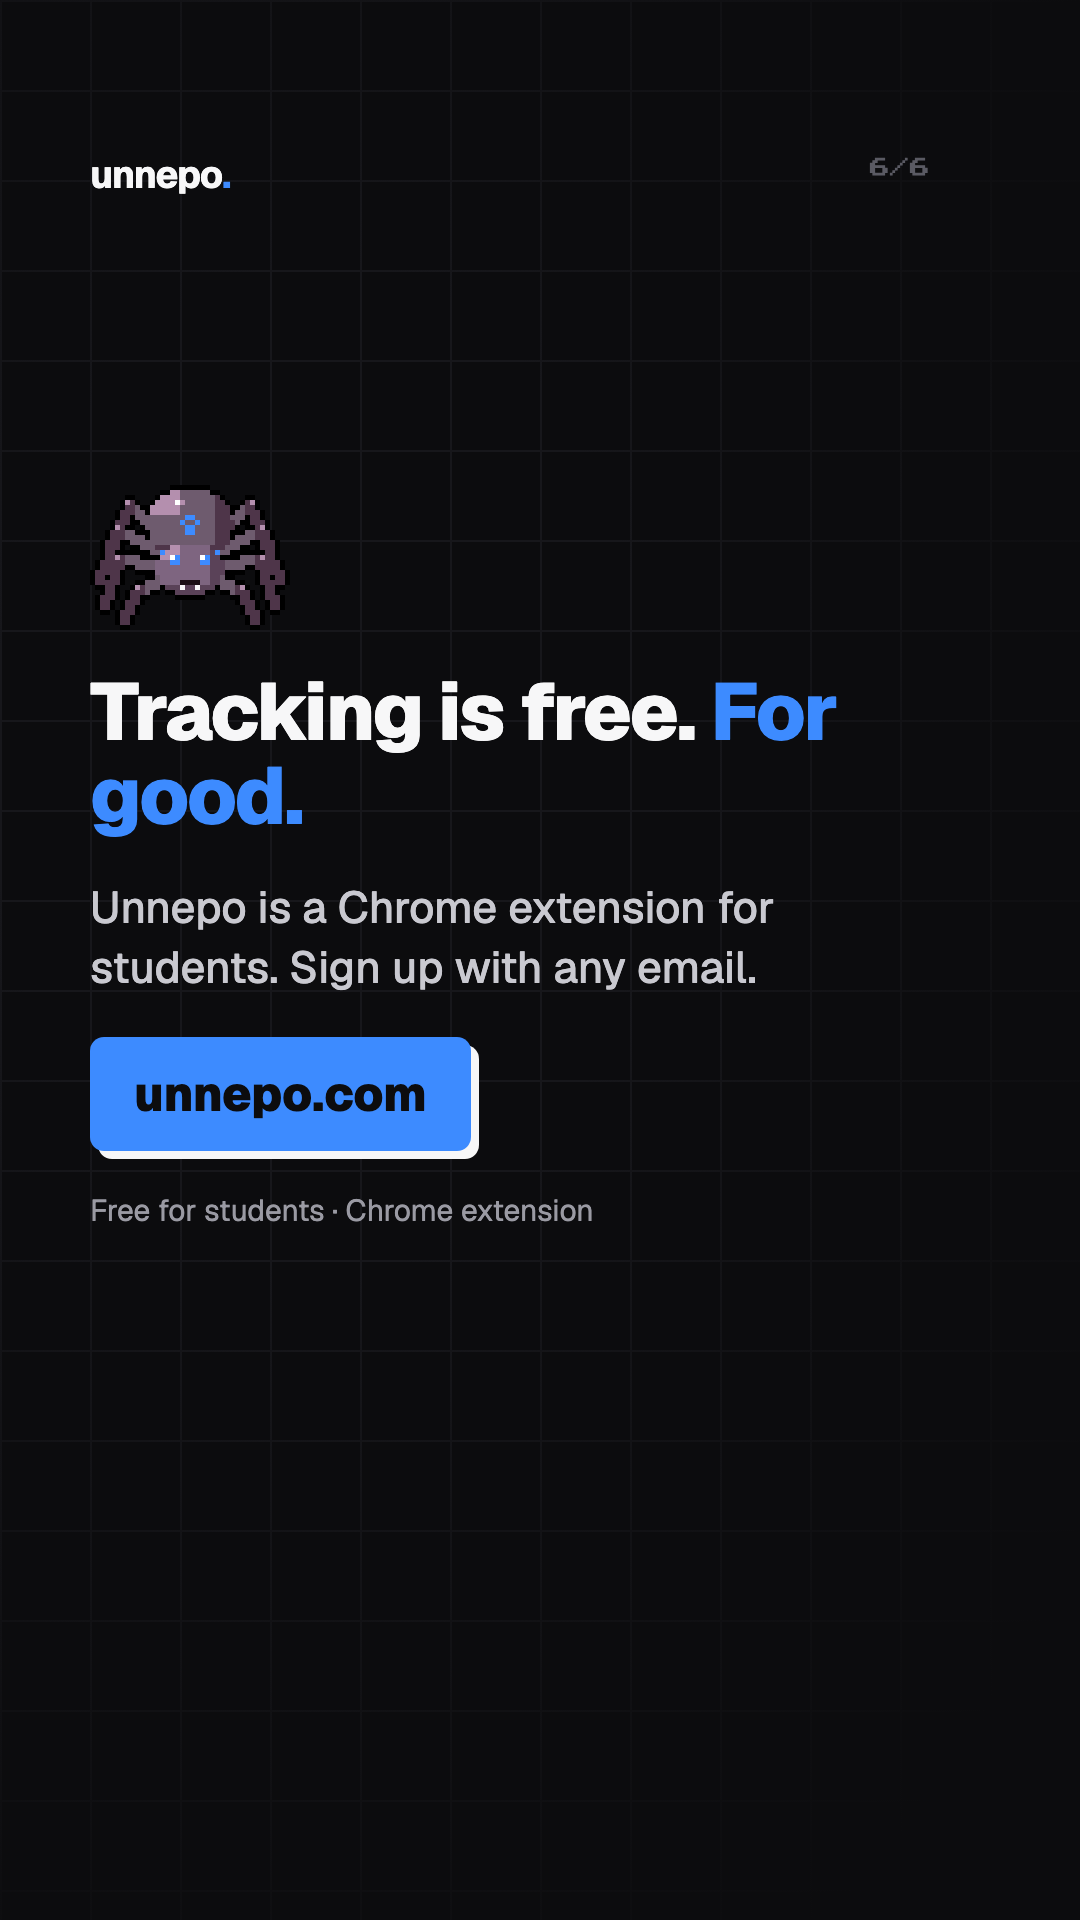 unnepo.
6/6
Tracking is free. For
good.
Unnepo is a Chrome extension for
students. Sign up with any email.
unnepo.com
Free for students · Chrome extension